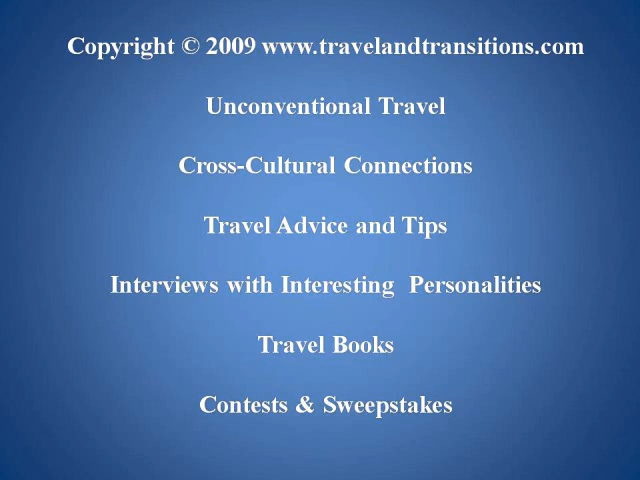 Copyright © 2009 www.travelandtransitions.com
Unconventional Travel
Cross-Cultural Connections
Travel Advice and Tips
Interviews with Interesting  Personalities
Travel Books
Contests & Sweepstakes